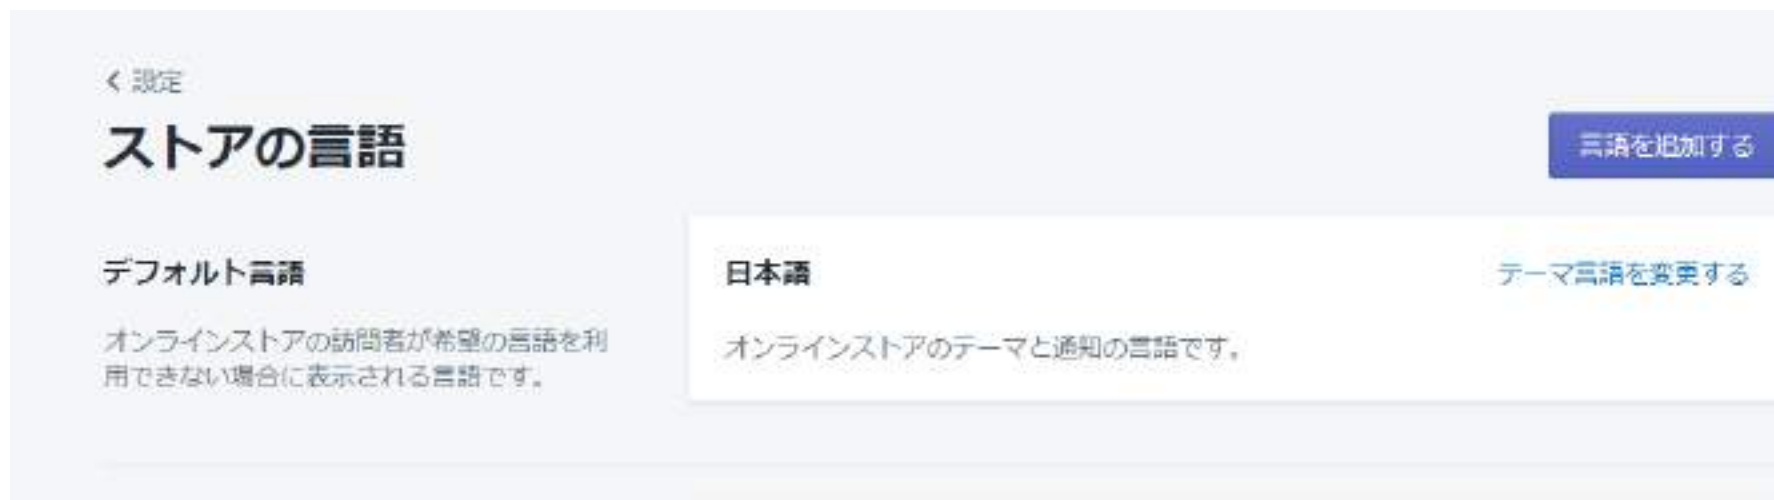 設定
ストアの言語
言語を追加する
デフォルト言語
オンラインストアの訪問者が希望の言語を利
用できない場合に表示される言語です。
日本語
テーマ言語を変更する
オンラインストアのテーマと通知の言語です。